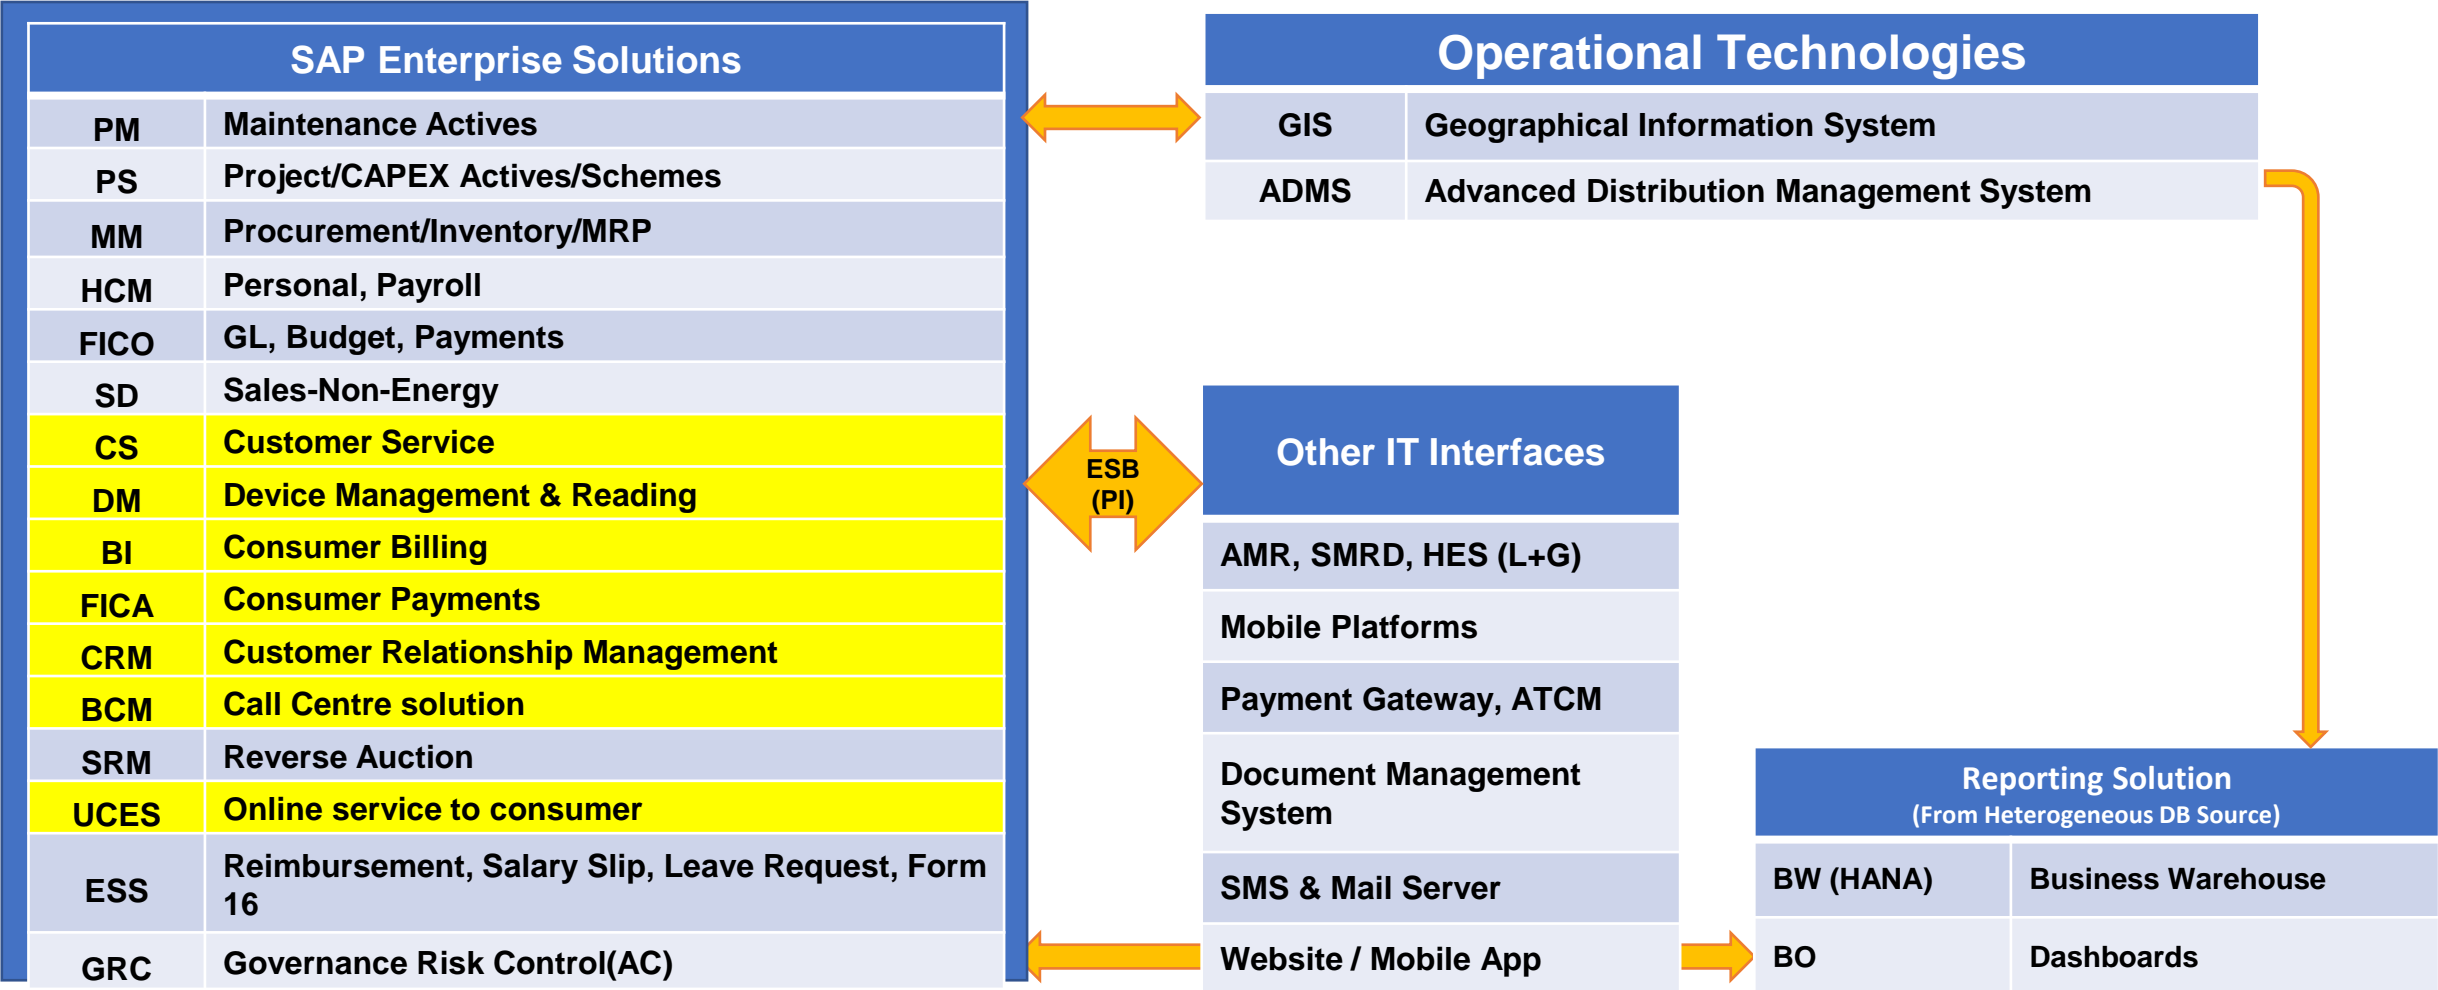 SAP Enterprise Solutions
PM Maintenance Actives
PS Project/CAPEX Actives/Schemes
MM Procurement/Inventory/MRP
HCM Personal, Payroll
FICO GL, Budget, Payments
SD Sales-Non-Energy
CS Customer Service
DM Device Management & Reading
BI Consumer Billing
FICA Consumer Payments
CRM Customer Relationship Management
BCM Call Centre solution
SRM Reverse Auction
UCES Online service to consumer
ESS Reimbursement, Salary Slip, Leave Request, Form
16
GRC Governance Risk Control(AC)
Operational Technologies
GIS Geographical Information System
ADMS Advanced Distribution Management System
ESB
(PI)
Other IT Interfaces
AMR, SMRD, HES (L+G)
Mobile Platforms
Payment Gateway, ATCM
Document Management
System
SMS & Mail Server
Website / Mobile App
Reporting Solution
(From Heterogeneous DB Source)
BW (HANA) Business Warehouse
BO Dashboards